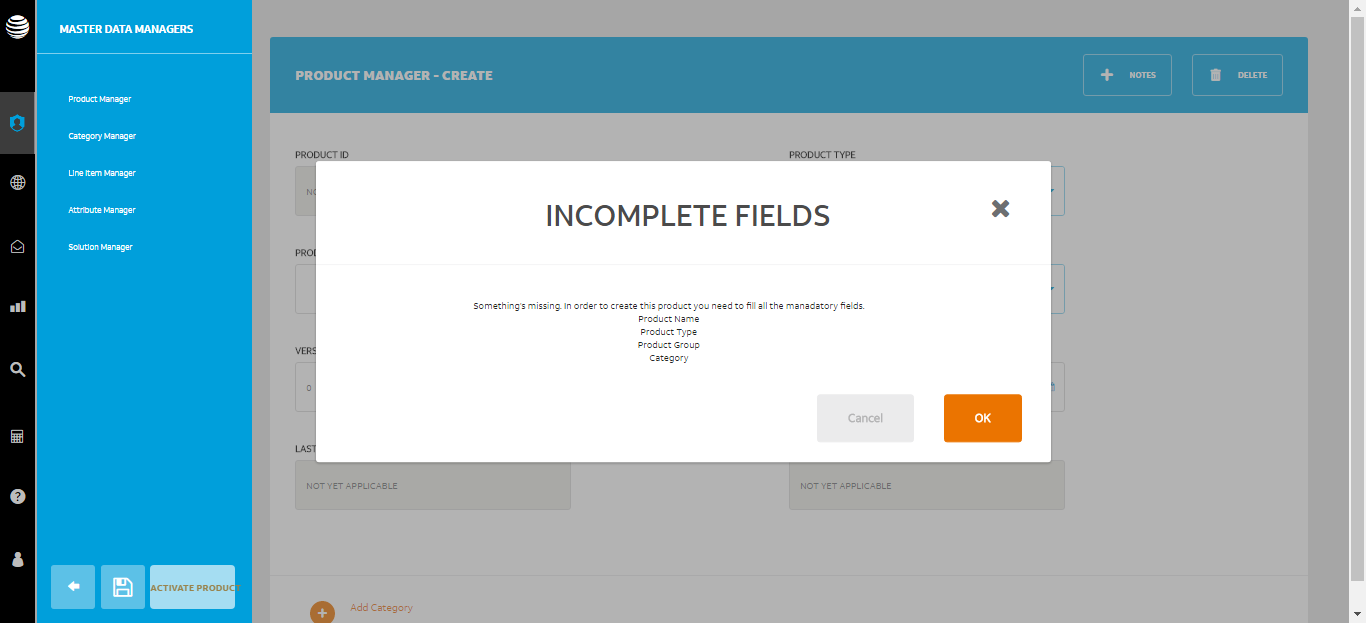 MASTER DATA MANAGERS
Product Manager
Category Manager
Line Item Manager
Attribute Manager
Solution Manager
ACTIVATE PRODUC
PRODUCT MANAGER - CREATE
NOTES
DELETE
PRODUCT ID
PRODUCT TYPE
NO
INCOMPLETE FIELDS
PROD
Something's missing. In order to create this product you need to fill all the manadatory fields.
Product Name
Product Type
Product Group
Category
VERS
0
Cancel
OK
LAST
NOT YET APPLICABLE
NOT YET APPLICABLE
Add Category